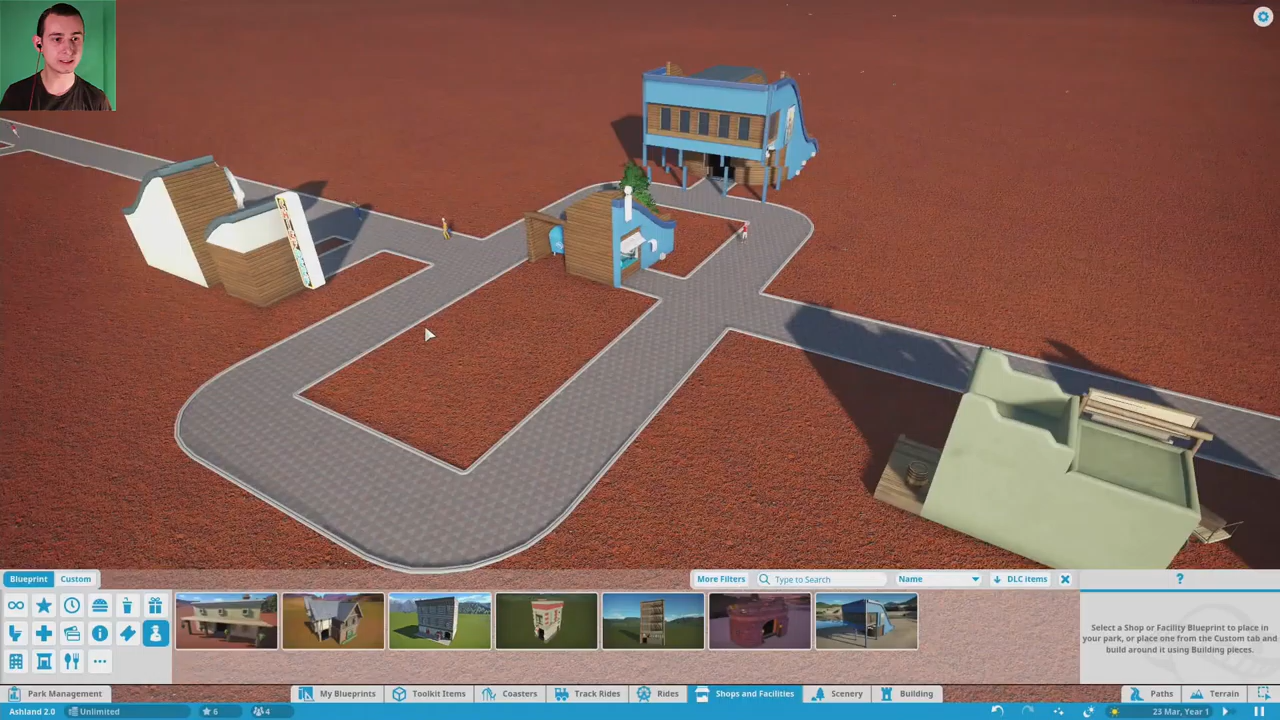 Blueprint
Custom
More Filters
Type to Search
Name
DLC items
?
Select a Shop or Facility Blueprint to place in
your park, or place one from the Custom tab and
build around it using Building pieces.
Park Management
My Blueprints
Toolkit Items
Coasters
Track Rides
Rides
Shops and Facilities
Scenery
Building
Paths
Terrain
Ashland 2.0
Unlimited
6
4
23 Mar, Year 1